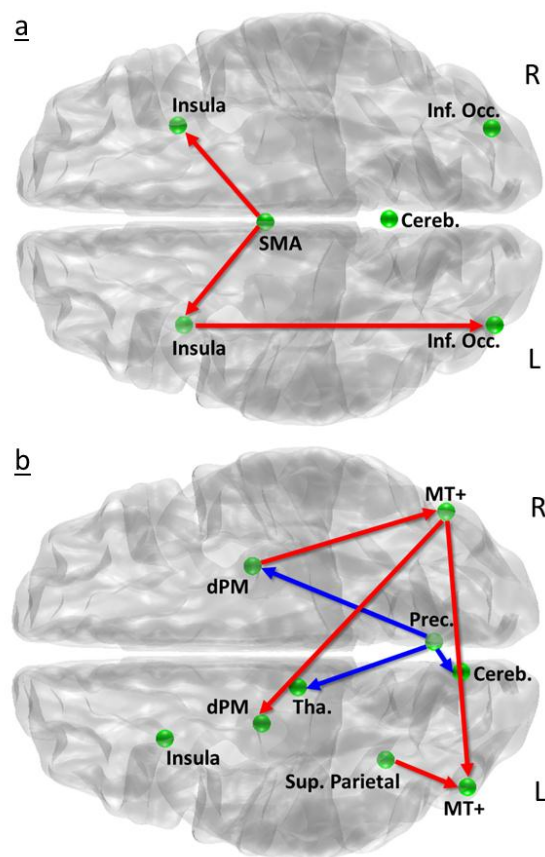 a
R
Insula
Inf. Occ.
SMA
Cereb.
Insula
Inf. Occ.
L
b
MT+
R
dPM
Prec.
Cereb.
dPM
Tha.
Insula
Sup. Parietal
MT+
L